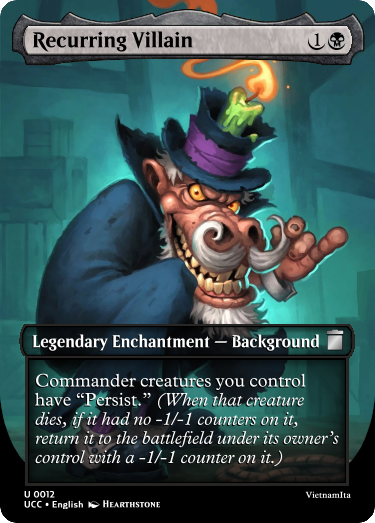 Recurring Villain 1
Legendary Enchantment — Background
Commander creatures you control
have “Persist.” (When that creature
dies, if it had no -1/-1 counters on it,
return it to the battlefield under its owner’s
control with a -1/-1 counter on it.)
U 0012
UCC • English HEARTHSTONE
VietnamIta